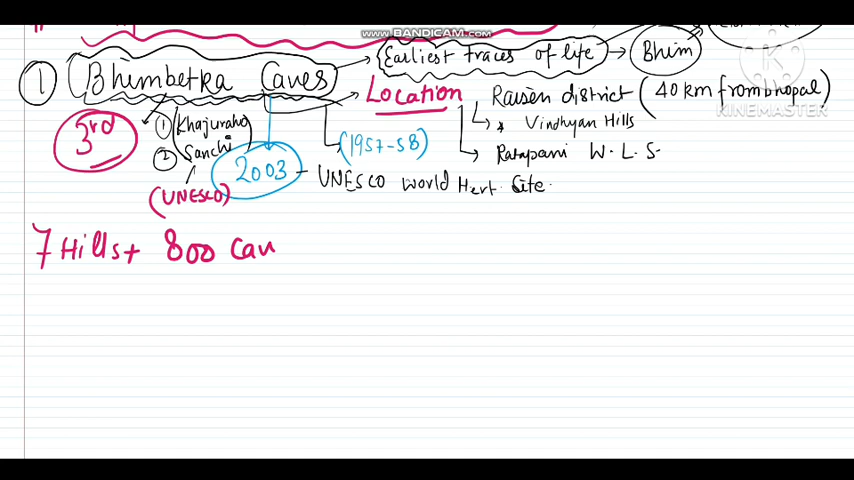 www.BANDICAM.com
Earliest traces of life → Bhim
① Bhimbetka Caves
Location
Raisen district (40 km from bhopal)
KINEMASTER
* Vindhyan Hills
3rd
① Khajuraho
② Sanchi
(1957-58)
Ratapani W.L.S.
2003 - UNESCO world Hert. Site.
(UNESCO)
7 Hills + 800 Cav